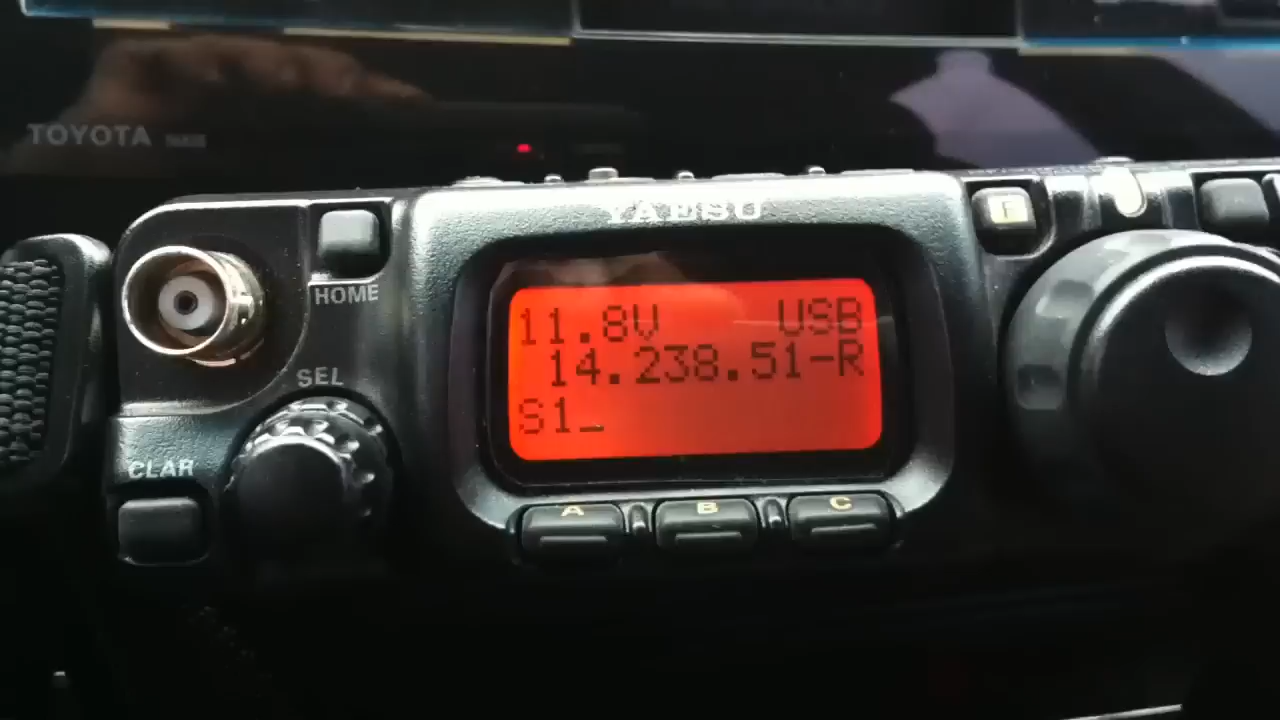 TOYOTA
YAESU
F
HOME
11.8V USB
14.238.51-R
SEL
S1_
CLAR
A B C